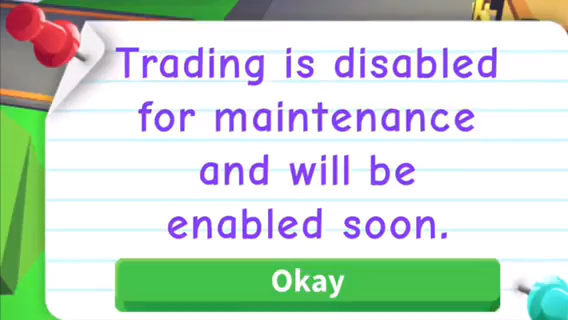 Trading is disabled
for maintenance
and will be
enabled soon.
Okay